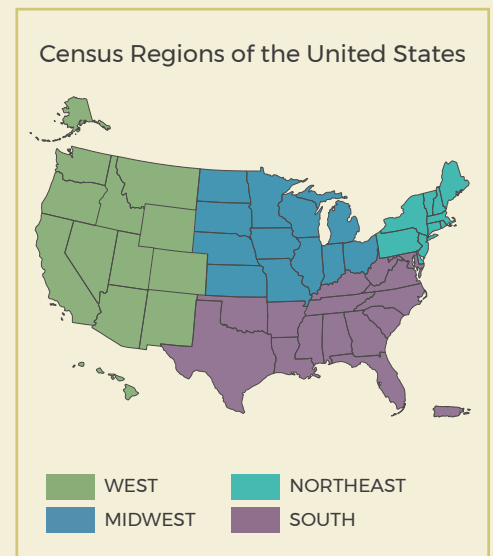 Census Regions of the United States
WEST
NORTHEAST
MIDWEST
SOUTH